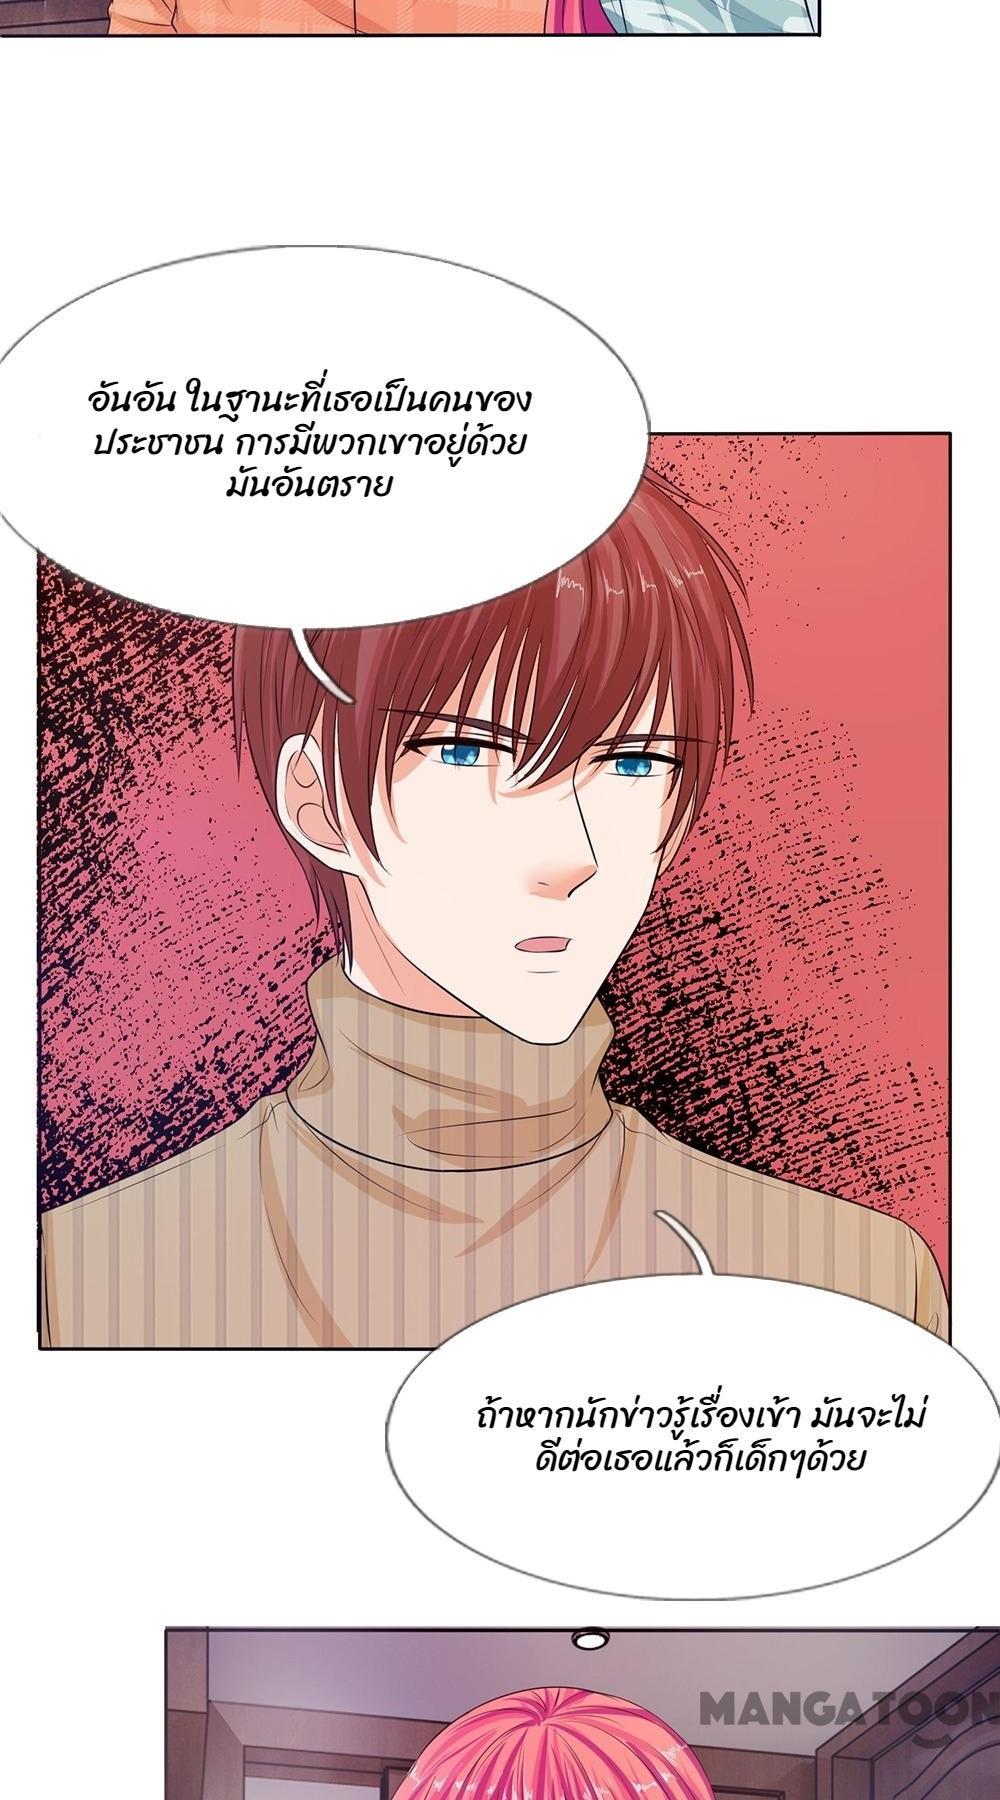 อันอัน ในฐานะที่เธอเป็นคนของ
ประชาชน การมีพวกเขาอยู่ด้วย
มันอันตราย
ถ้าหากนักข่าวรู้เรื่องเข้า มันจะไม่
ดีต่อเธอแล้วก็เด็กๆด้วย
MANGATOON